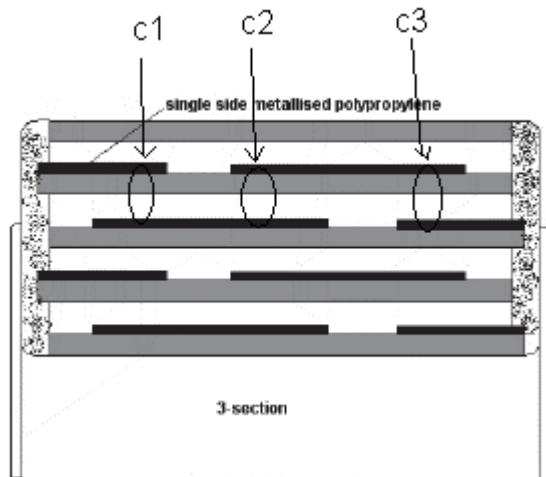 c1 c2 c3
single side metallised polypropylene
3-section